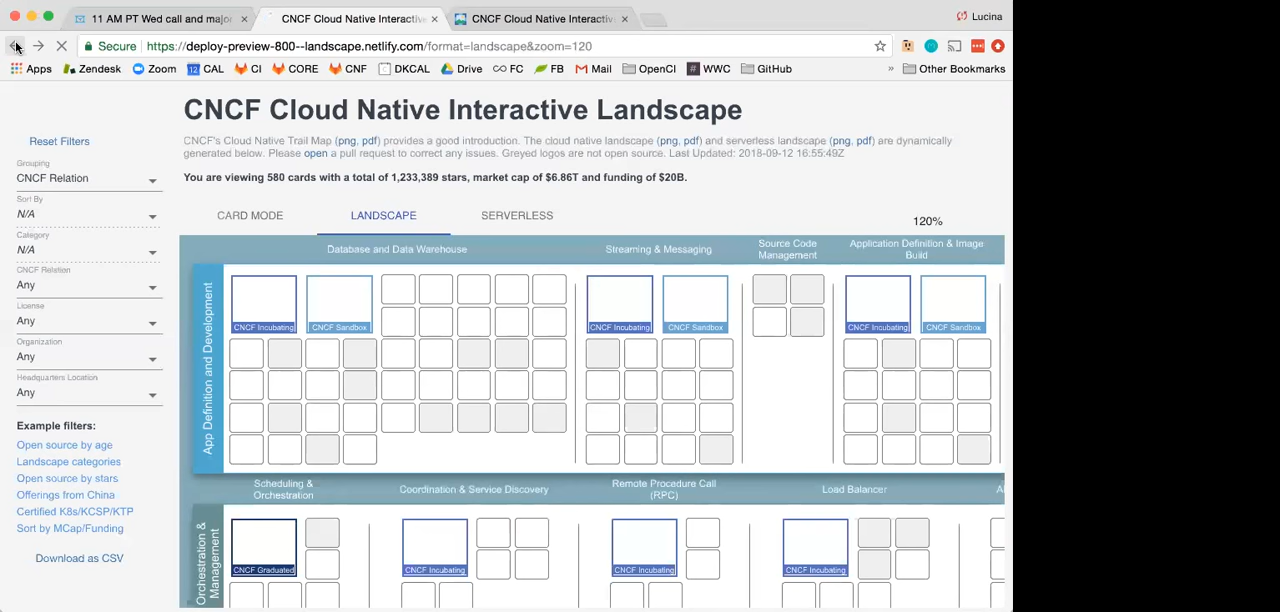 11 AM PT Wed call and majo
CNCF Cloud Native Interactive
CNCF Cloud Native Interactiv
Lucina
Secure
https://deploy-preview-800--landscape.netlify.com/format=landscape&zoom=120
Apps
Zendesk
Zoom
12
CAL
CI
CORE
CNF
DKCAL
Drive
FC
FB
Mail
OpenCI
WWC
GitHub
»
Other Bookmarks
CNCF Cloud Native Interactive Landscape
Reset Filters
CNCF's Cloud Native Trail Map (png, pdf) provides a good introduction. The cloud native landscape (png, pdf) and serverless landscape (png, pdf) are dynamically
generated below. Please open a pull request to correct any issues. Greyed logos are not open source. Last Updated: 2018-09-12 16:55:49Z
You are viewing 580 cards with a total of 1,233,389 stars, market cap of $6.86T and funding of $20B.
Grouping
CNCF Relation
Sort By
N/A
Category
N/A
CNCF Relation
Any
License
Any
Organization
Any
Headquarters Location
Any
Example filters:
Open source by age
Landscape categories
Open source by stars
Offerings from China
Certified K8s/KCSP/KTP
Sort by MCap/Funding
Download as CSV
CARD MODE
LANDSCAPE
SERVERLESS
120%
Database and Data Warehouse
Streaming & Messaging
Source Code
Management
Application Definition & Image
Build
App Definition and Development
CNCF Incubating
CNCF Sandbox
CNCF Incubating
CNCF Sandbox
CNCF Incubating
CNCF Sandbox
Scheduling &
Orchestration
Coordination & Service Discovery
Remote Procedure Call
(RPC)
Load Balancer
Orchestration &
Management
CNCF Graduated
CNCF Incubating
CNCF Incubating
CNCF Incubating